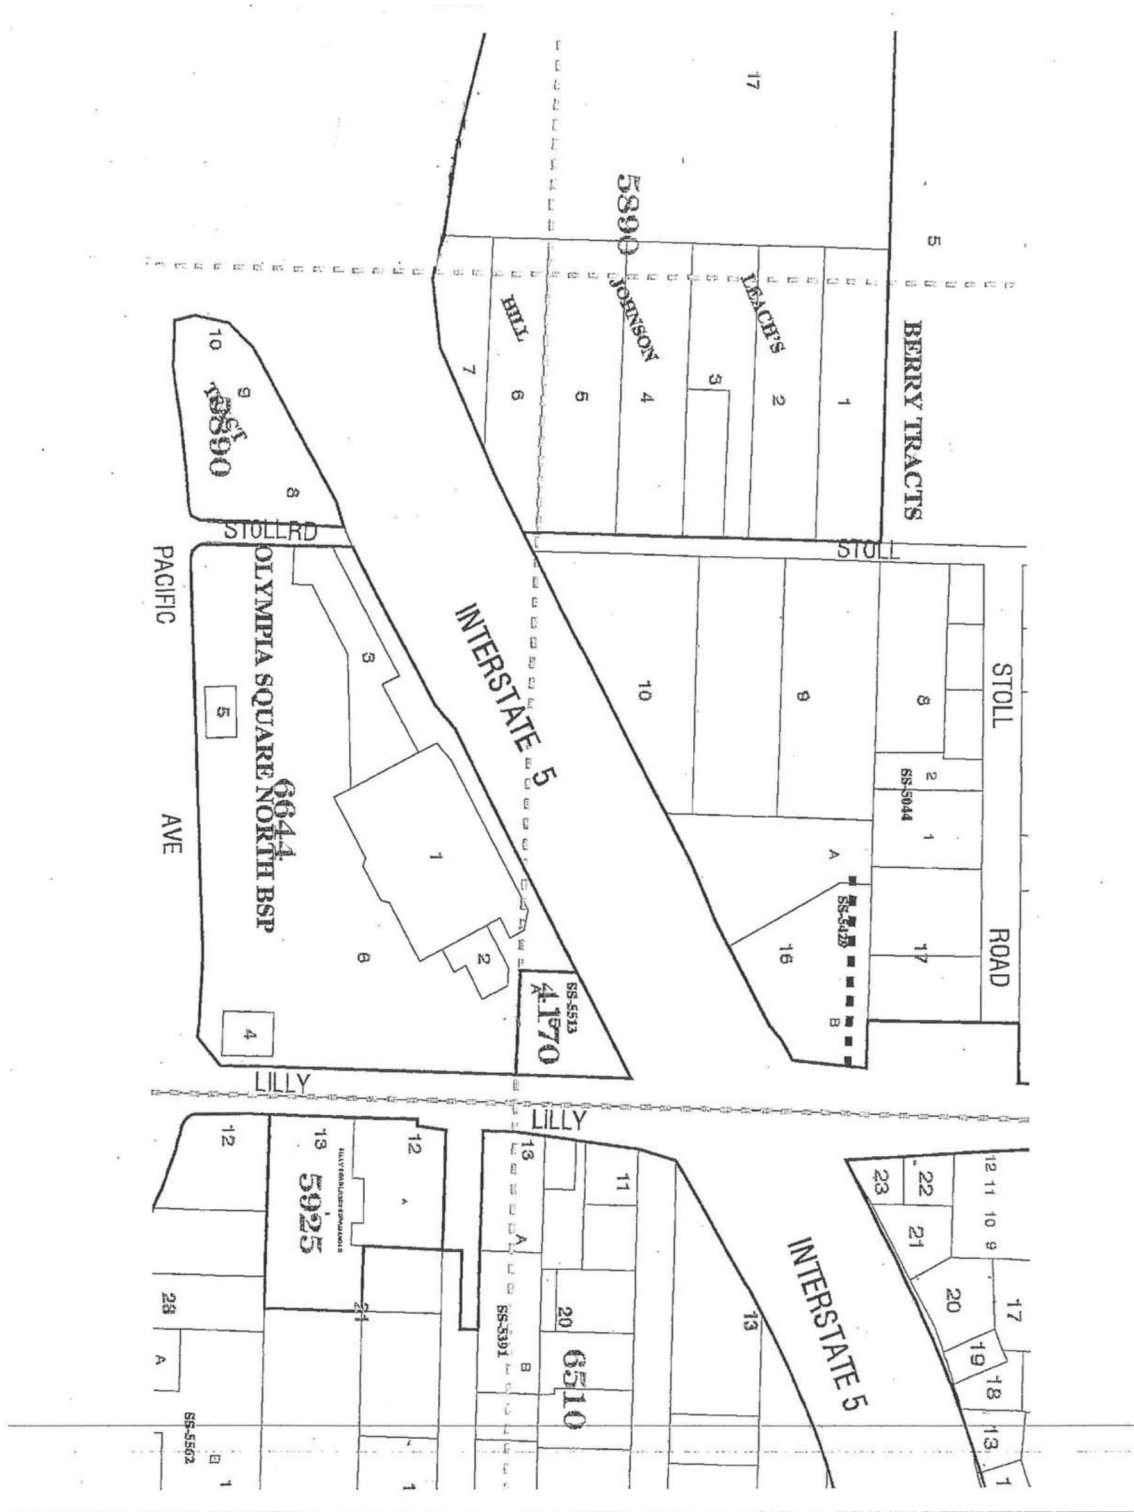 STOLL ROAD
12 11 10 9
17
18
13
1
5
BERRY TRACTS
8
2
1
SS-5044
17
22
21
20
19
23
STOLL
1
9
A
SS-5428
16
B
INTERSTATE 5
17
LEACH'S
2
3
13
5890
JOHNSON
4
10
11
5
INTERSTATE 5
SS-5513
A
4170
LILLY
13
A
20
6510
HILL
6
7
SS-5391
B
1
2
12
A
3
6
13
5925
21
1
8
STOLL RD
OLYMPIA SQUARE NORTH BSP
6644
LILLY
4
10
9
TRACT
5890
5
12
28
A
SS-5562
B
1
PACIFIC AVE